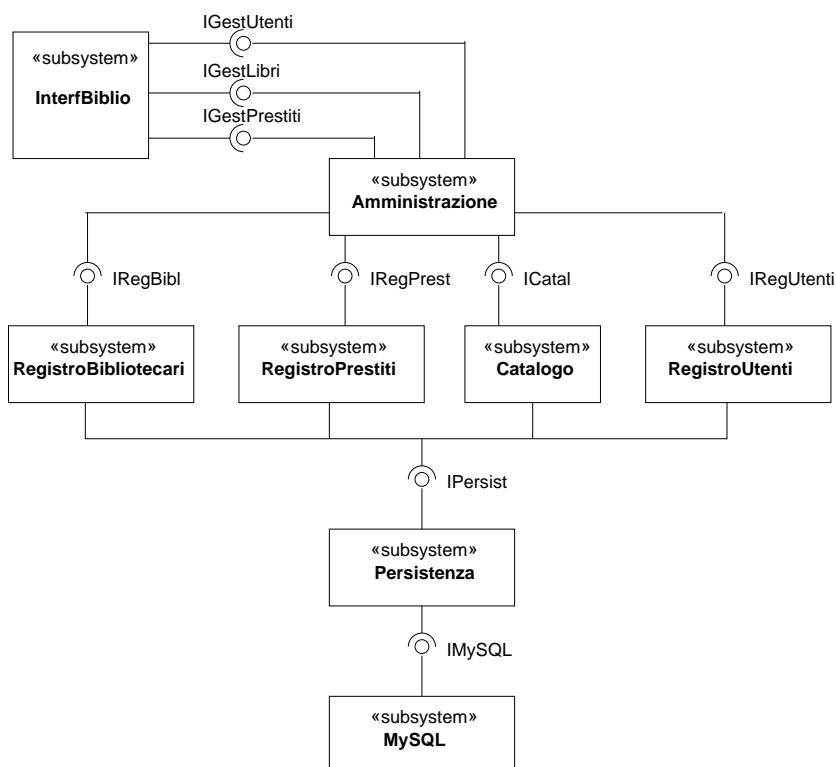 IGestUtenti
«subsystem»
InterfBiblio
IGestLibri
IGestPrestiti
«subsystem»
Amministrazione
IRegBibl
IRegPrest
ICatal
IRegUtenti
«subsystem»
RegistroBibliotecari
«subsystem»
RegistroPrestiti
«subsystem»
Catalogo
«subsystem»
RegistroUtenti
IPersist
«subsystem»
Persistenza
IMySQL
«subsystem»
MySQL